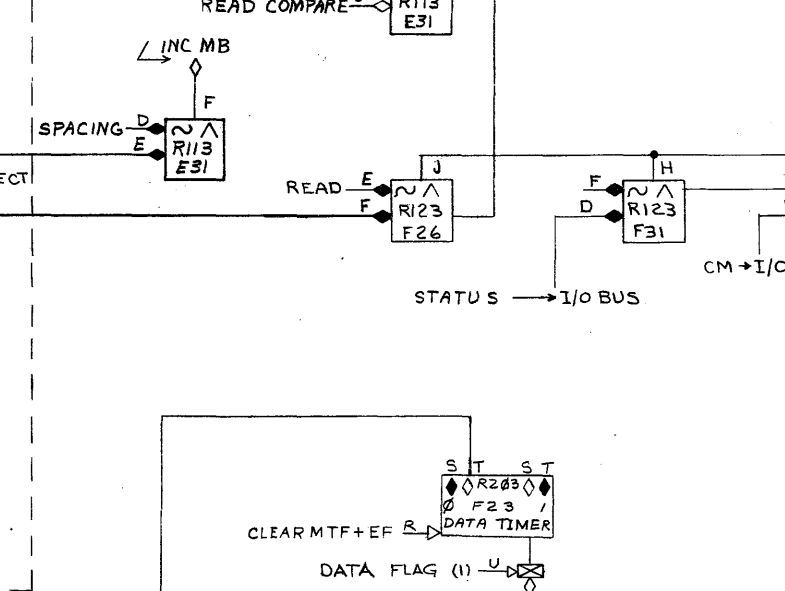 READ COMPARE
R113
E31
INC MB
F
SPACING D
E
~ ^
R113
E31
ECT
READ E
F
J
~ ^
R123
F26
F
D
H
~ ^
R123
F31
CM → I/O
STATUS → I/O BUS
S T S T
R2Ø3
Ø F23 1
DATA TIMER
CLEAR MTF+EF R
DATA FLAG (1) U